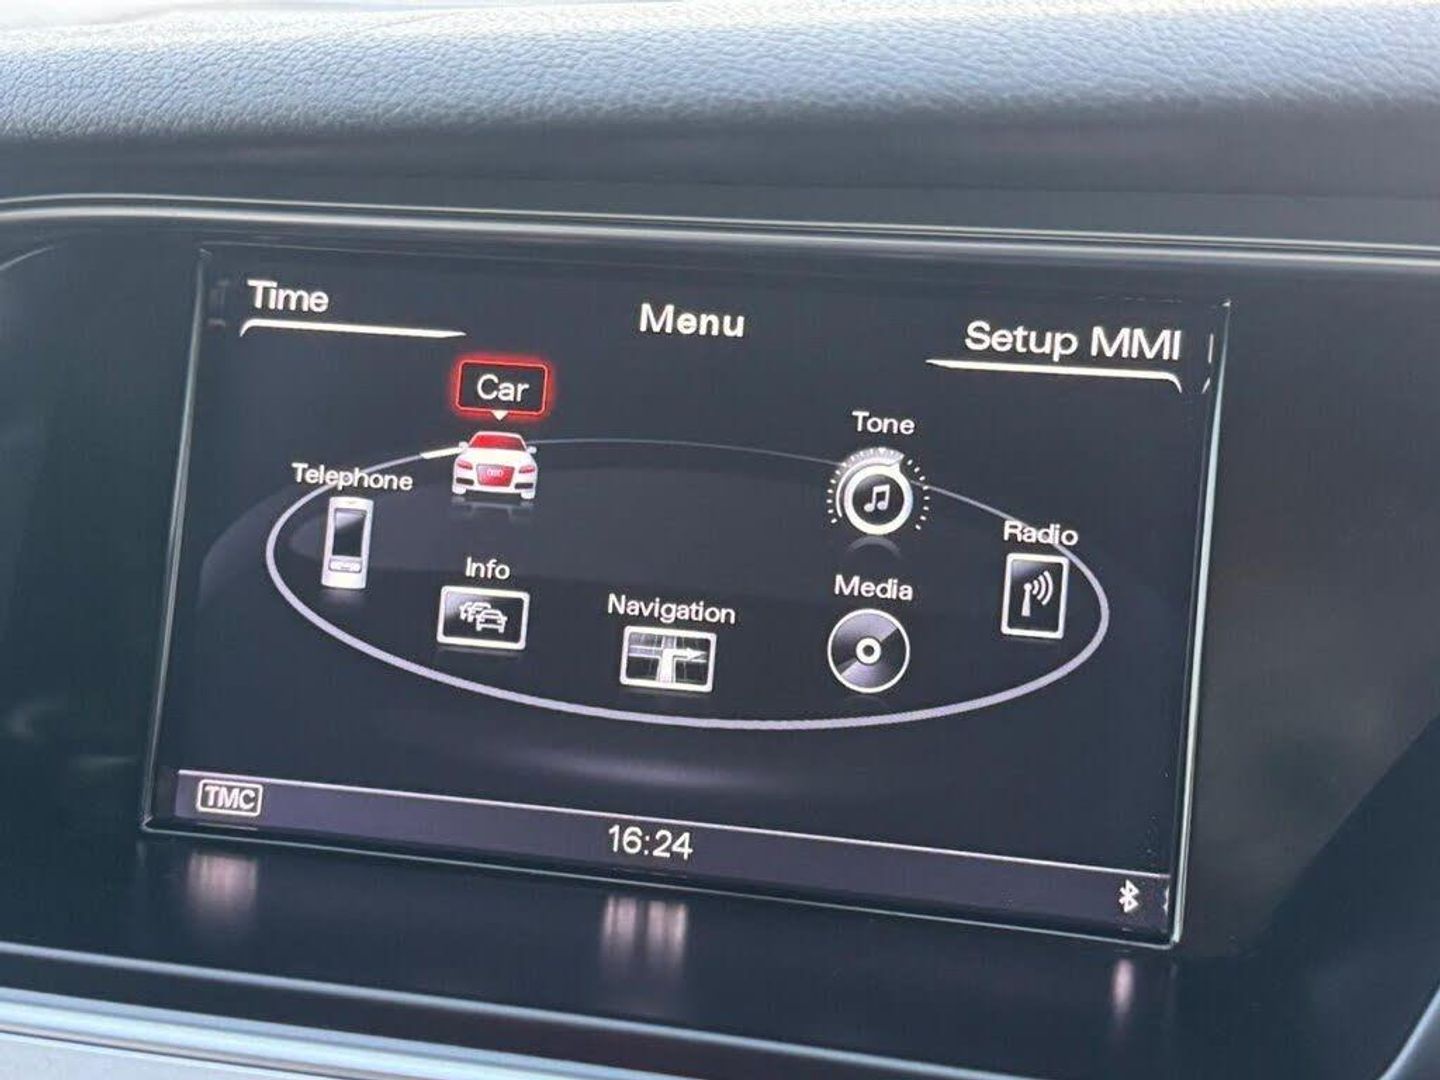 Time
Menu
Setup MMI
Car
Tone
Telephone
Radio
Info
Media
Navigation
TMC
16:24